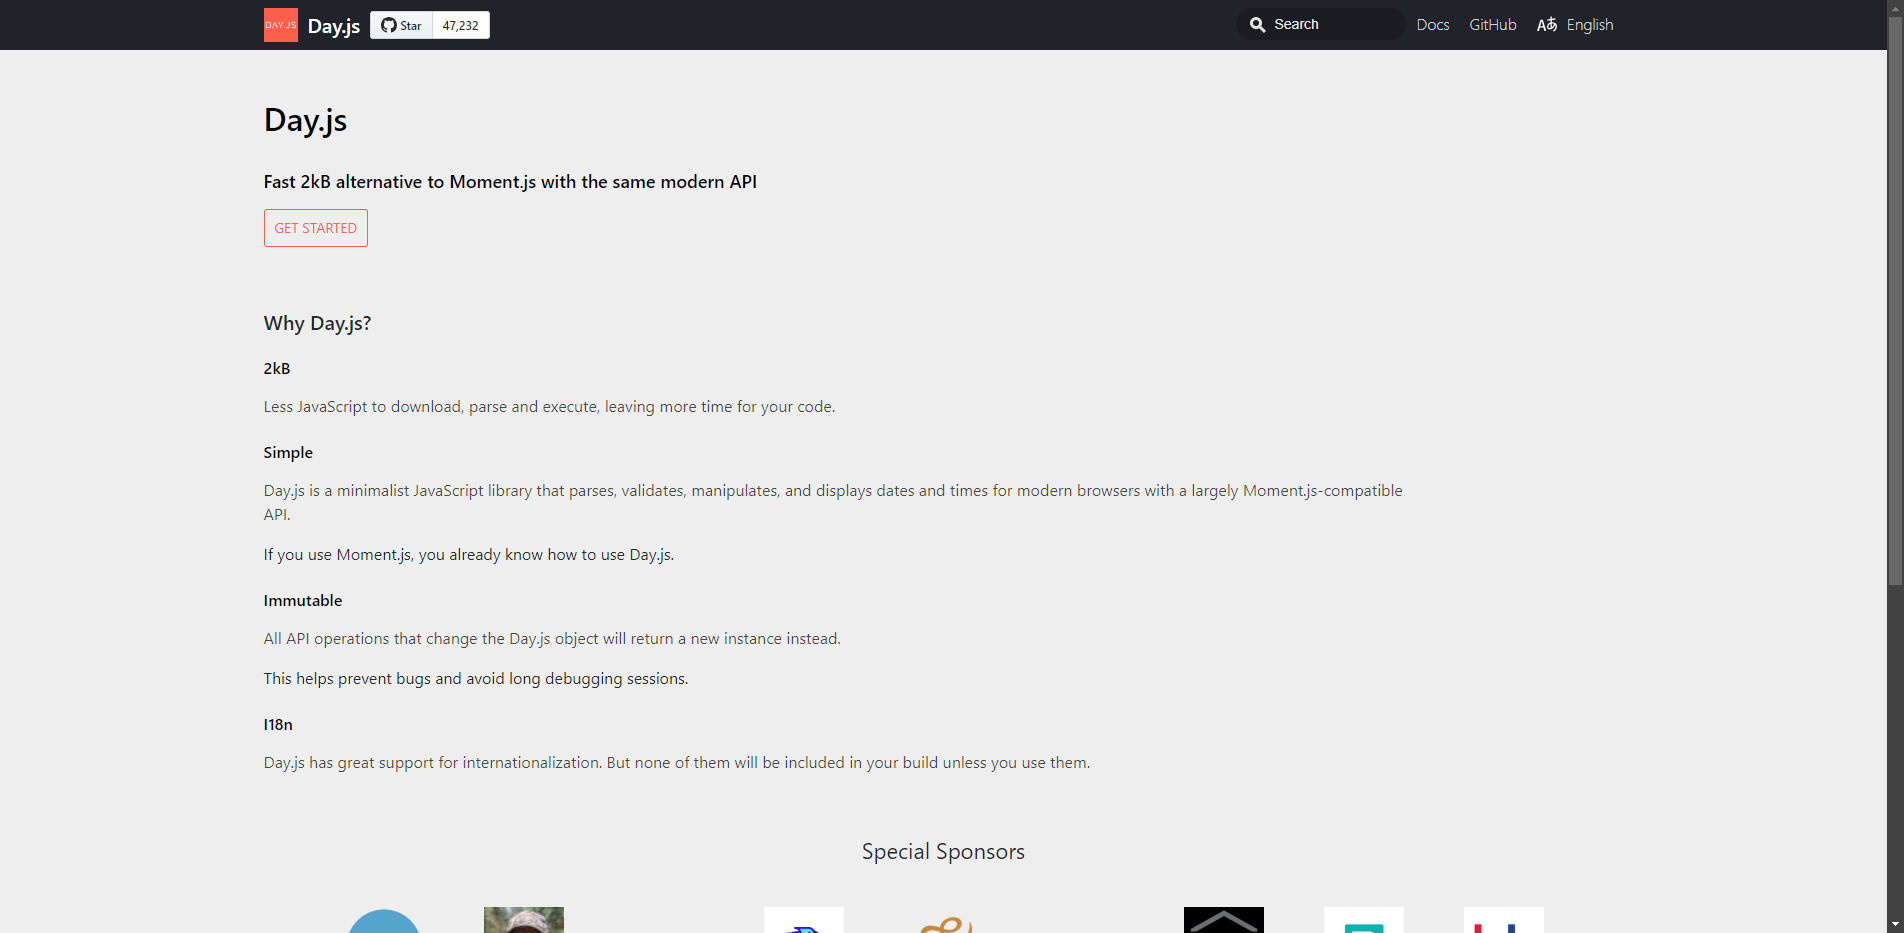 DAY.JS
Day.js
Star
47,232
Search
Docs
GitHub
Aあ
English
Day.js
Fast 2kB alternative to Moment.js with the same modern API
GET STARTED
Why Day.js?
2kB
Less JavaScript to download, parse and execute, leaving more time for your code.
Simple
Day.js is a minimalist JavaScript library that parses, validates, manipulates, and displays dates and times for modern browsers with a largely Moment.js-compatible
API.
If you use Moment.js, you already know how to use Day.js.
Immutable
All API operations that change the Day.js object will return a new instance instead.
This helps prevent bugs and avoid long debugging sessions.
I18n
Day.js has great support for internationalization. But none of them will be included in your build unless you use them.
Special Sponsors